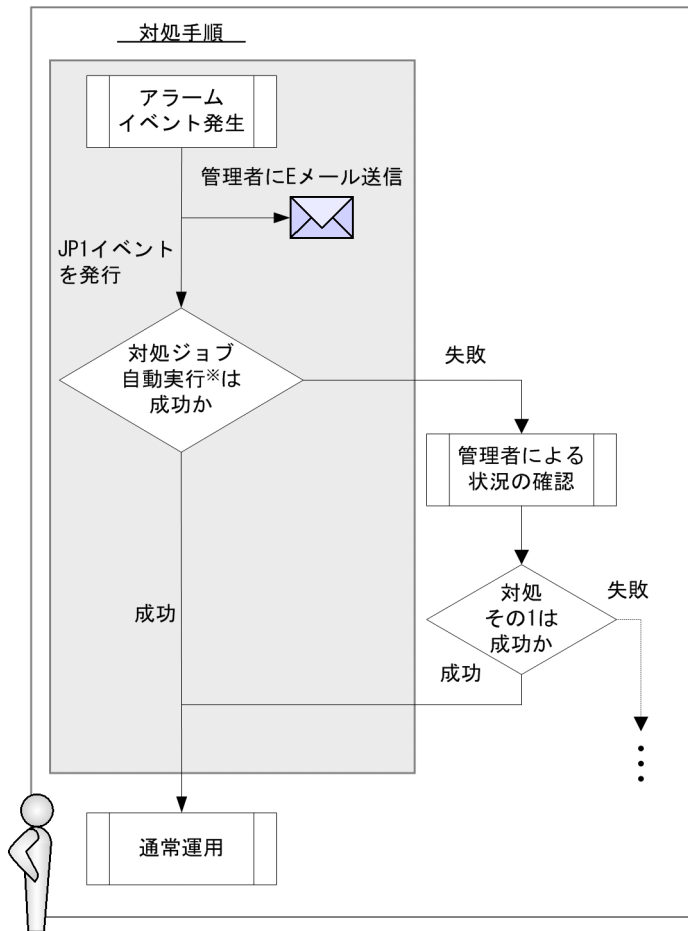 対処手順
アラーム
イベント発生
管理者にEメール送信
JP1イベント
を発行
対処ジョブ
自動実行※は
成功か
失敗
管理者による
状況の確認
対処
その1は
成功か
失敗
成功
成功
通常運用